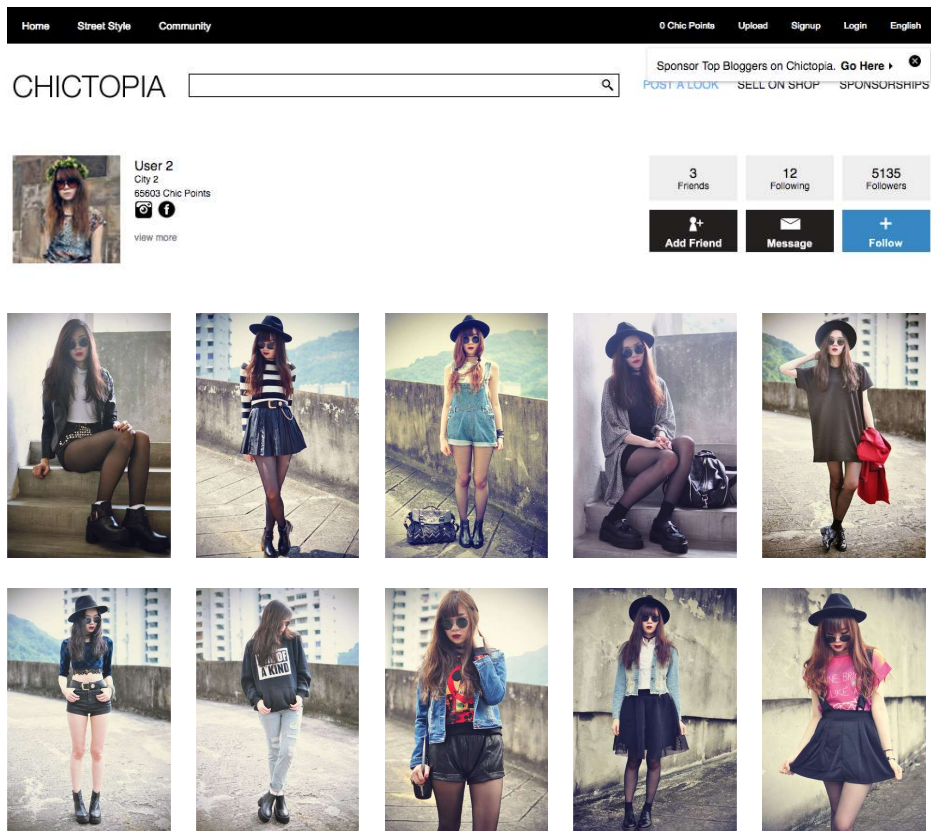 Home Street Style Community 0 Chic Points Upload Signup Login English
Sponsor Top Bloggers on Chictopia. Go Here
CHICTOPIA
POST A LOOK SELL ON SHOP SPONSORSHIPS
User 2
City 2
65603 Chic Points
view more
3 12 5135
Friends Following Followers
Add Friend Message Follow
OF
A KIND